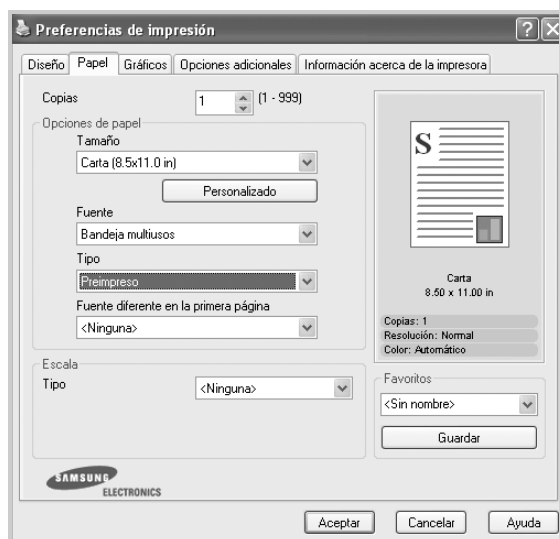 Preferencias de impresión
Diseño Papel Gráficos Opciones adicionales Información acerca de la impresora
Copias 1 (1 - 999)
Opciones de papel
Tamaño
Carta (8.5x11.0 in)
Personalizado
Fuente
Bandeja multiusos
Tipo
Preimpreso
Fuente diferente en la primera página
<Ninguna>
Escala
Tipo <Ninguna>
SAMSUNG
ELECTRONICS
S
Carta
8.50 x 11.00 in
Copias: 1
Resolución: Normal
Color: Automático
Favoritos
<Sin nombre>
Guardar
Aceptar Cancelar Ayuda